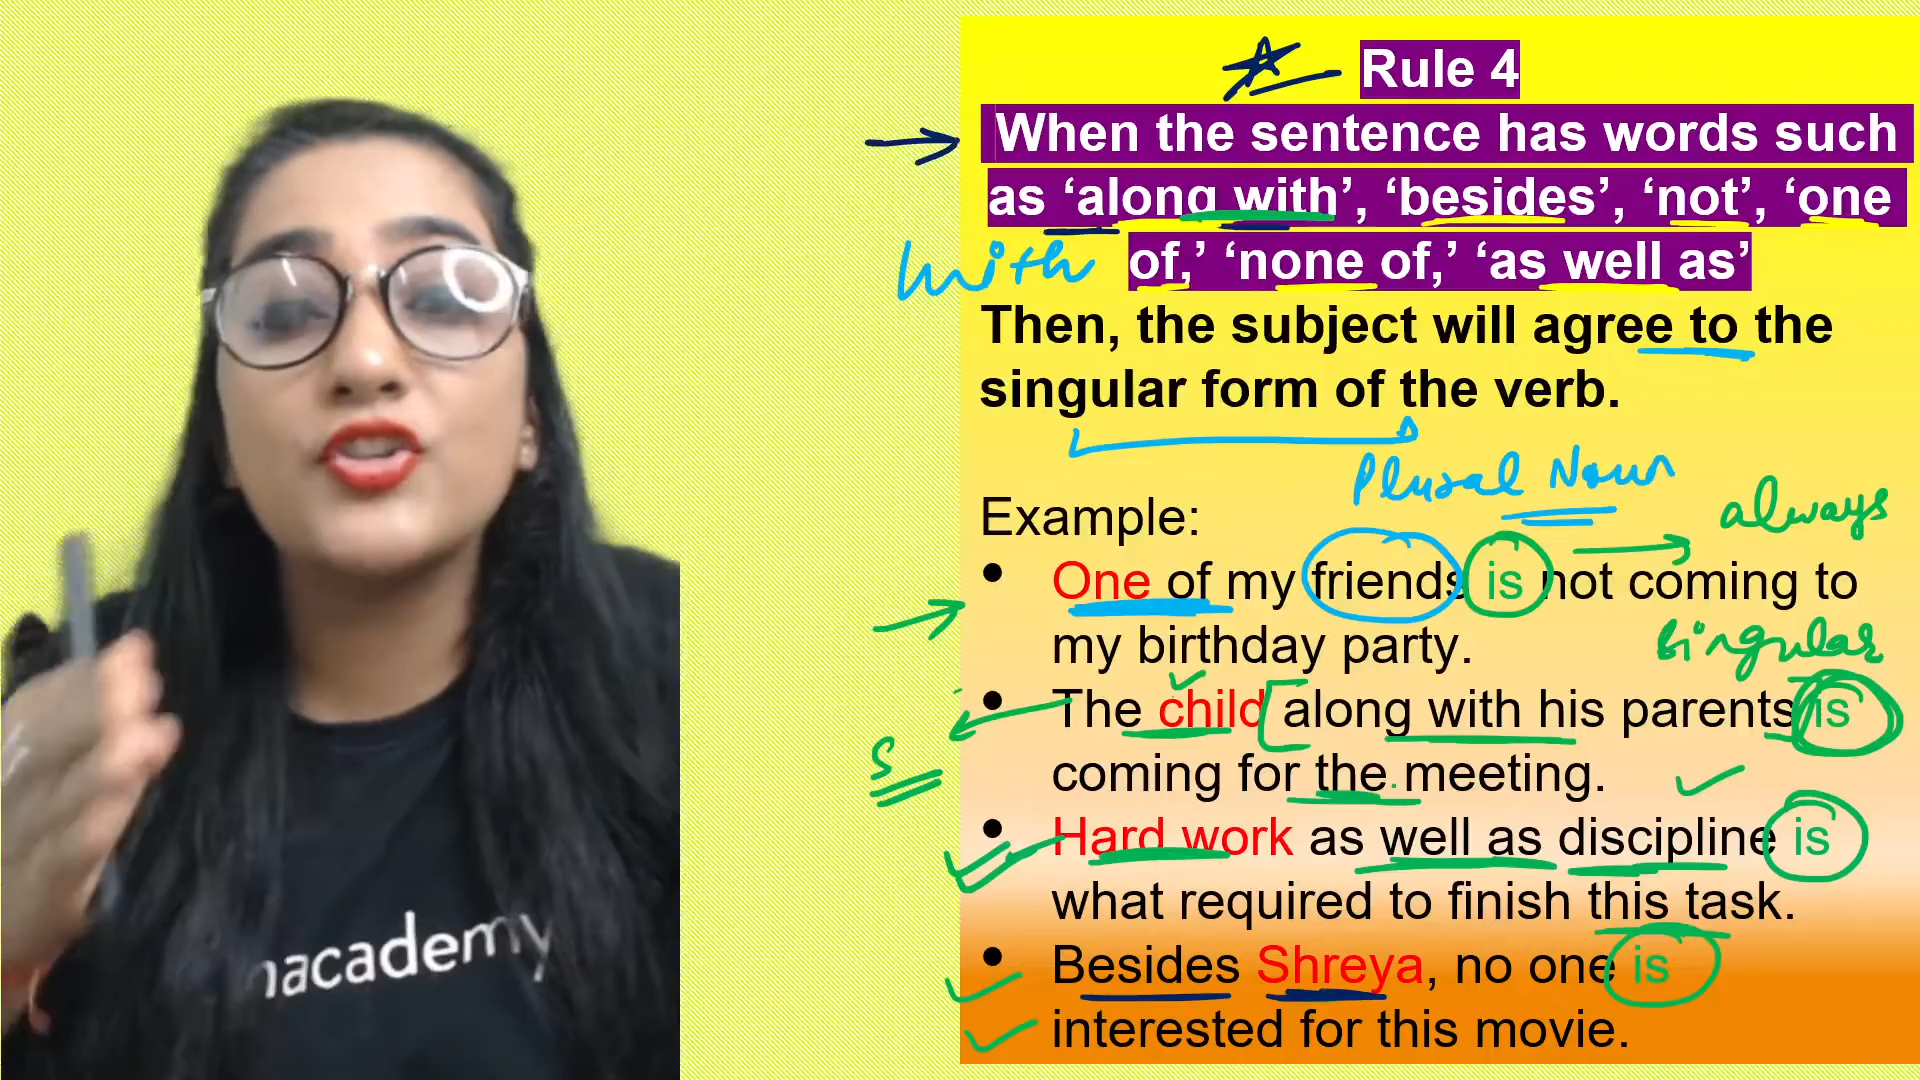 Rule 4
When the sentence has words such
as ‘along with’, ‘besides’, ‘not’, ‘one
with of,’ ‘none of,’ ‘as well as’
Then, the subject will agree to the
singular form of the verb.
Plural Noun
always
Example:
• One of my friends is not coming to
my birthday party.
singular
• The child along with his parents is
S
coming for the meeting.
• Hard work as well as discipline is
what required to finish this task.
• Besides Shreya, no one is
interested for this movie.
nacademy